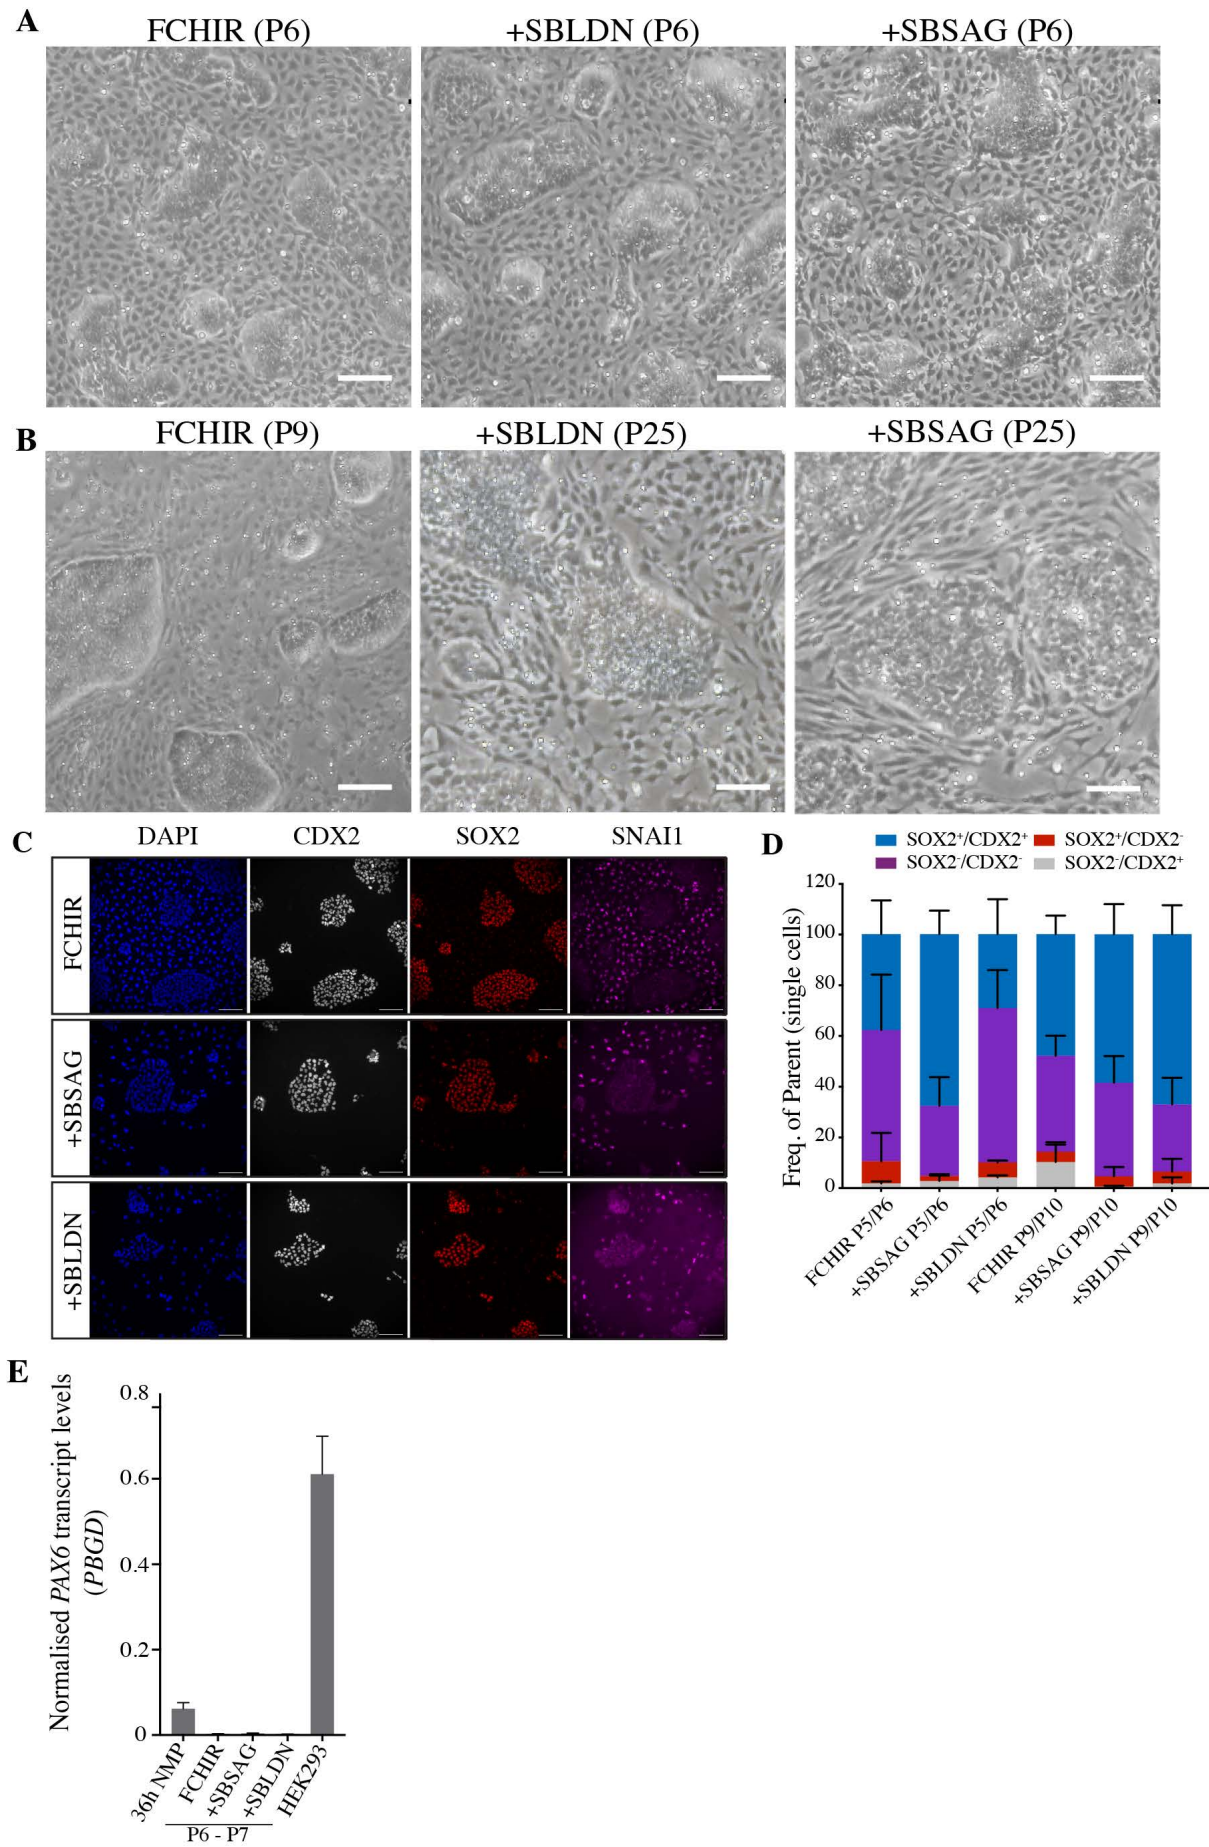 A
FCHIR (P6)
+SBLDN (P6)
+SBSAG (P6)
B
FCHIR (P9)
+SBLDN (P25)
+SBSAG (P25)
C
DAPI
CDX2
SOX2
SNAI1
FCHIR
+SBSAG
+SBLDN
D
SOX2+/CDX2+
SOX2+/CDX2-
SOX2-/CDX2-
SOX2-/CDX2+
Freq. of Parent (single cells)
120
100
80
60
40
20
0
FCHIR P5/P6
+SBSAG P5/P6
+SBLDN P5/P6
FCHIR P9/P10
+SBSAG P9/P10
+SBLDN P9/P10
E
Normalised PAX6 transcript levels
(PBGD)
0.8
0.6
0.4
0.2
0
36h NMP
FCHIR
+SBSAG
+SBLDN
HEK293
P6 - P7